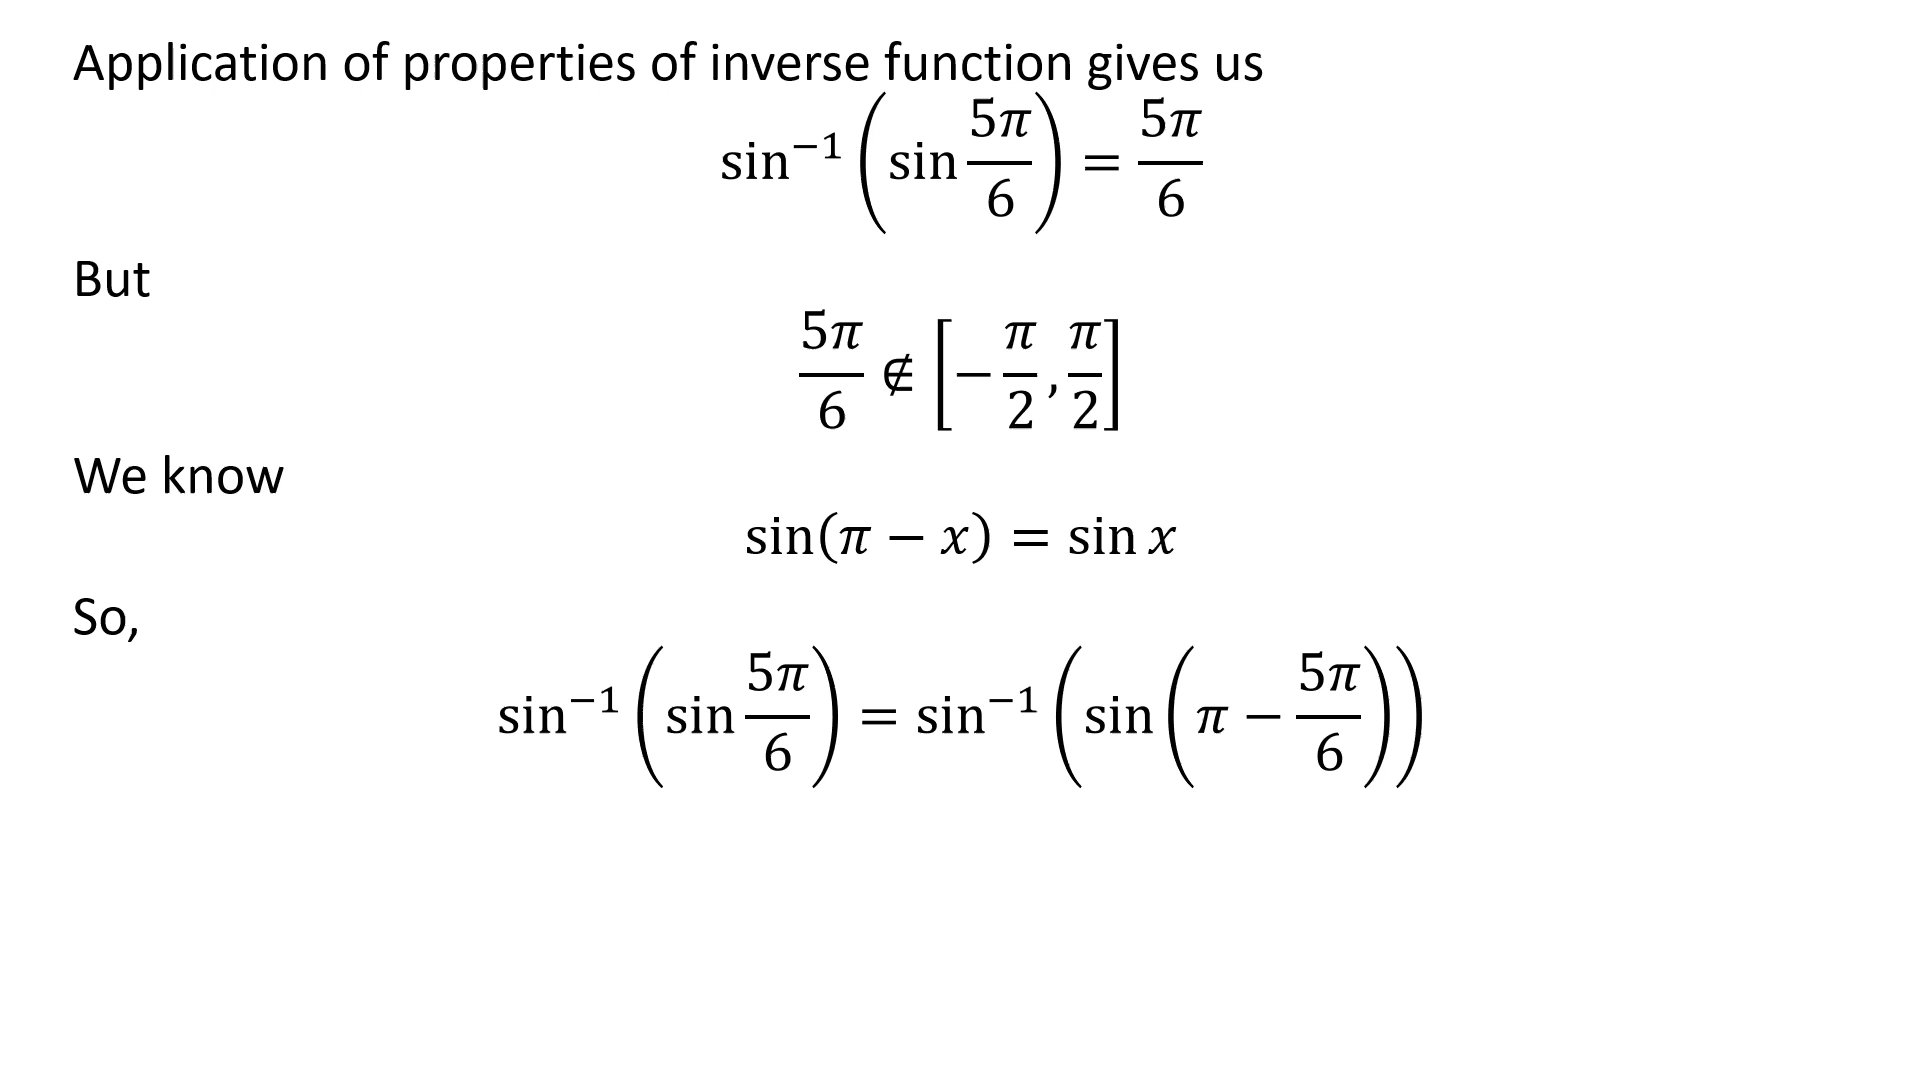 Application of properties of inverse function gives us
sin⁻¹(sin 5π/6) = 5π/6
But
5π/6 ∉ [−π/2, π/2]
We know
sin(π − x) = sin x
So,
sin⁻¹(sin 5π/6) = sin⁻¹(sin(π − 5π/6))